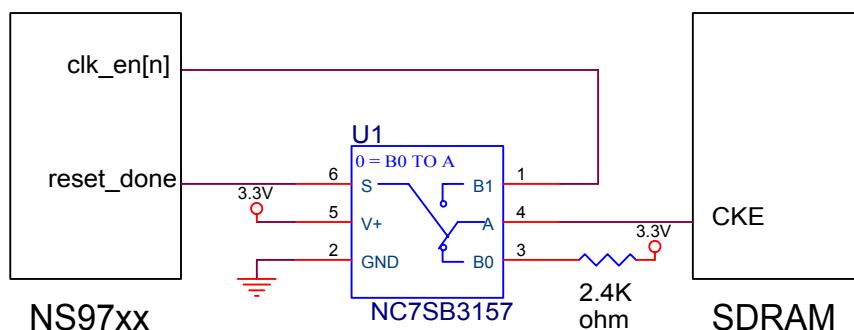 clk_en[n]
U1
0 = B0 TO A
reset_done
6
S
B1
1
3.3V
5
V+
A
4
CKE
3.3V
2
GND
B0
3
2.4K
ohm
NC7SB3157
NS97xx
SDRAM